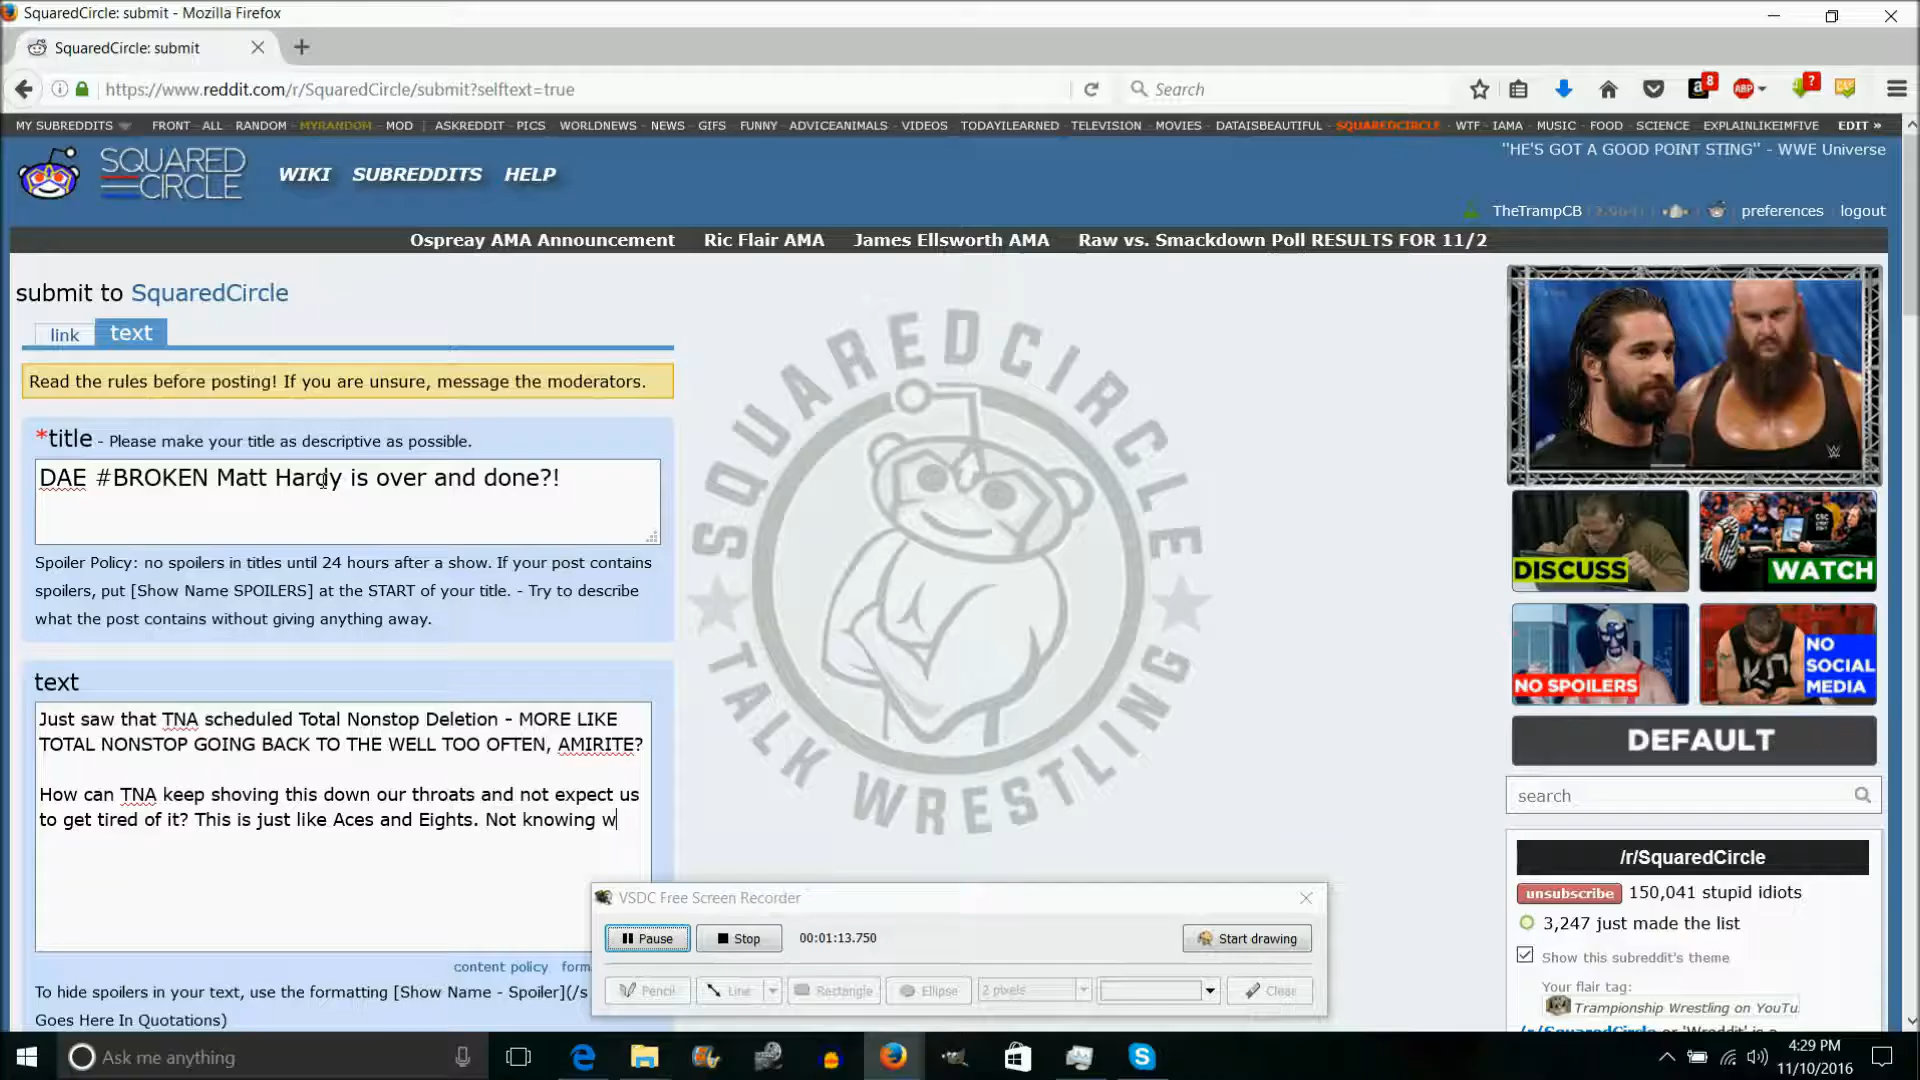 SquaredCircle: submit - Mozilla Firefox
SquaredCircle: submit
https://www.reddit.com/r/SquaredCircle/submit?selftext=true
Search
8
ABP
?
MY SUBREDDITS FRONT - ALL - RANDOM - MYRANDOM - MOD | ASKREDDIT - PICS - WORLDNEWS - NEWS - GIFS - FUNNY - ADVICEANIMALS - VIDEOS - TODAYILEARNED - TELEVISION - MOVIES - DATAISBEAUTIFUL - SQUAREDCIRCLE - WTF - IAMA - MUSIC - FOOD - SCIENCE - EXPLAINLIKEIMFIVE EDIT »
"HE'S GOT A GOOD POINT STING" - WWE Universe
SQUARED
CIRCLE
WIKI SUBREDDITS HELP
TheTrampCB preferences logout
Ospreay AMA Announcement Ric Flair AMA James Ellsworth AMA Raw vs. Smackdown Poll RESULTS FOR 11/2
submit to SquaredCircle
link text
Read the rules before posting! If you are unsure, message the moderators.
*title - Please make your title as descriptive as possible.
DAE #BROKEN Matt Hardy is over and done?!
Spoiler Policy: no spoilers in titles until 24 hours after a show. If your post contains
spoilers, put [Show Name SPOILERS] at the START of your title. - Try to describe
what the post contains without giving anything away.
text
Just saw that TNA scheduled Total Nonstop Deletion - MORE LIKE
TOTAL NONSTOP GOING BACK TO THE WELL TOO OFTEN, AMIRITE?
How can TNA keep shoving this down our throats and not expect us
to get tired of it? This is just like Aces and Eights. Not knowing w
content policy form
To hide spoilers in your text, use the formatting [Show Name - Spoiler](/s
Goes Here In Quotations)
SQUAREDCIRCLE
TALK WRESTLING
DISCUSS
WATCH
NO SPOILERS
NO
SOCIAL
MEDIA
DEFAULT
search
/r/SquaredCircle
unsubscribe 150,041 stupid idiots
3,247 just made the list
Show this subreddit's theme
Your flair tag:
Trampionship Wrestling on YouTu
/r/SquaredCircle or 'Wreddit' is a
VSDC Free Screen Recorder
Pause Stop 00:01:13.750 Start drawing
Pencil Line Rectangle Ellipse 2 pixels Clear
Ask me anything
4:29 PM
11/10/2016